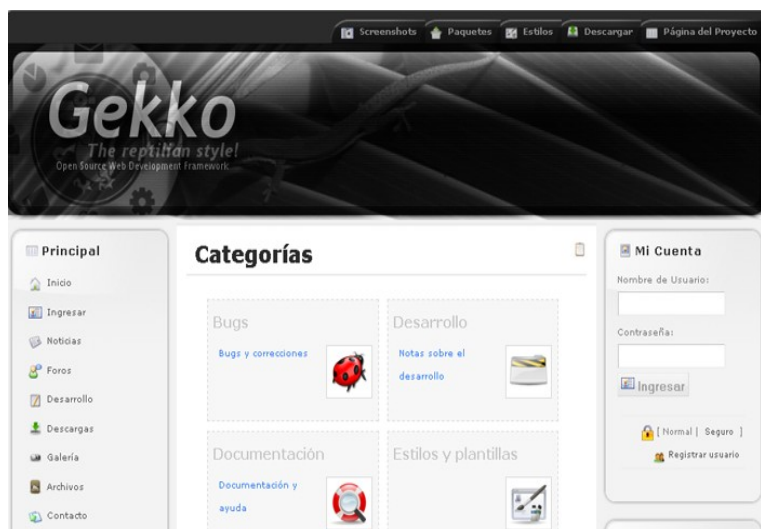 Screenshots Paquetes Estilos Descargar Página del Proyecto
Gekko
The reptilian style!
Open Source Web Development Framework
Principal
Inicio
Ingresar
Noticias
Foros
Desarrollo
Descargas
Galería
Archivos
Contacto
Categorías
Bugs
Bugs y correcciones
Desarrollo
Notas sobre el
desarrollo
Documentación
Documentación y
ayuda
Estilos y plantillas
Mi Cuenta
Nombre de Usuario:
Contraseña:
Ingresar
[ Normal | Seguro ]
Registrar usuario